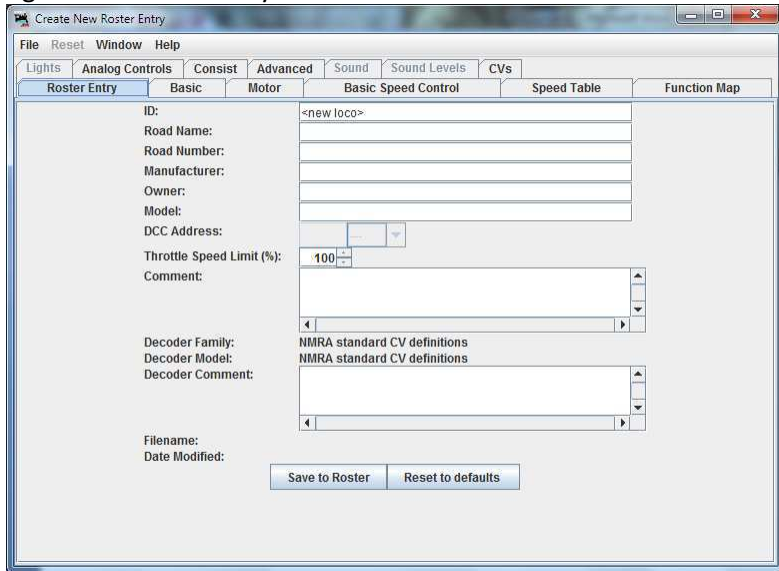 Create New Roster Entry
File Reset Window Help
Lights Analog Controls Consist Advanced Sound Sound Levels CVs
Roster Entry Basic Motor Basic Speed Control Speed Table Function Map
ID: <new loco>
Road Name:
Road Number:
Manufacturer:
Owner:
Model:
DCC Address:
Throttle Speed Limit (%): 100
Comment:
Decoder Family: NMRA standard CV definitions
Decoder Model: NMRA standard CV definitions
Decoder Comment:
Filename:
Date Modified:
Save to Roster Reset to defaults